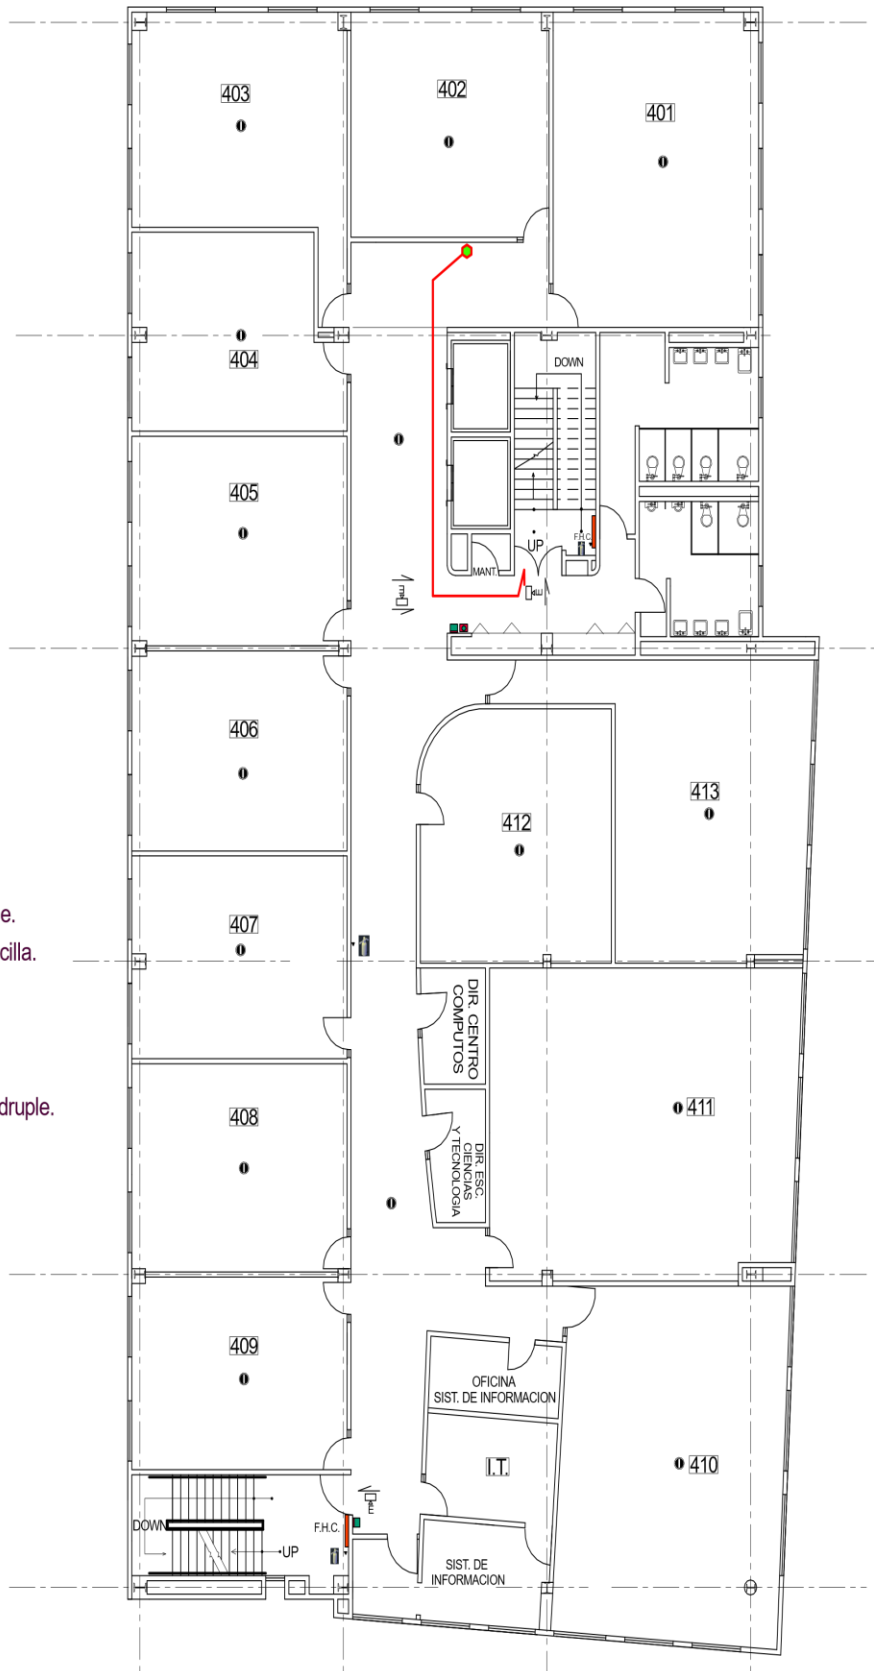 403
402
401
404
DOWN
405
UP
F.H.C.
MANT.
E
E
406
413
412
e.
407
cilla.
DIR. CENTRO
COMPUTOS
druple.
408
411
DIR. ESC.
CIENCIAS
Y TECNOLOGIA
409
OFICINA
SIST. DE INFORMACION
I.T.
410
E
DOWN
F.H.C.
UP
SIST. DE
INFORMACION